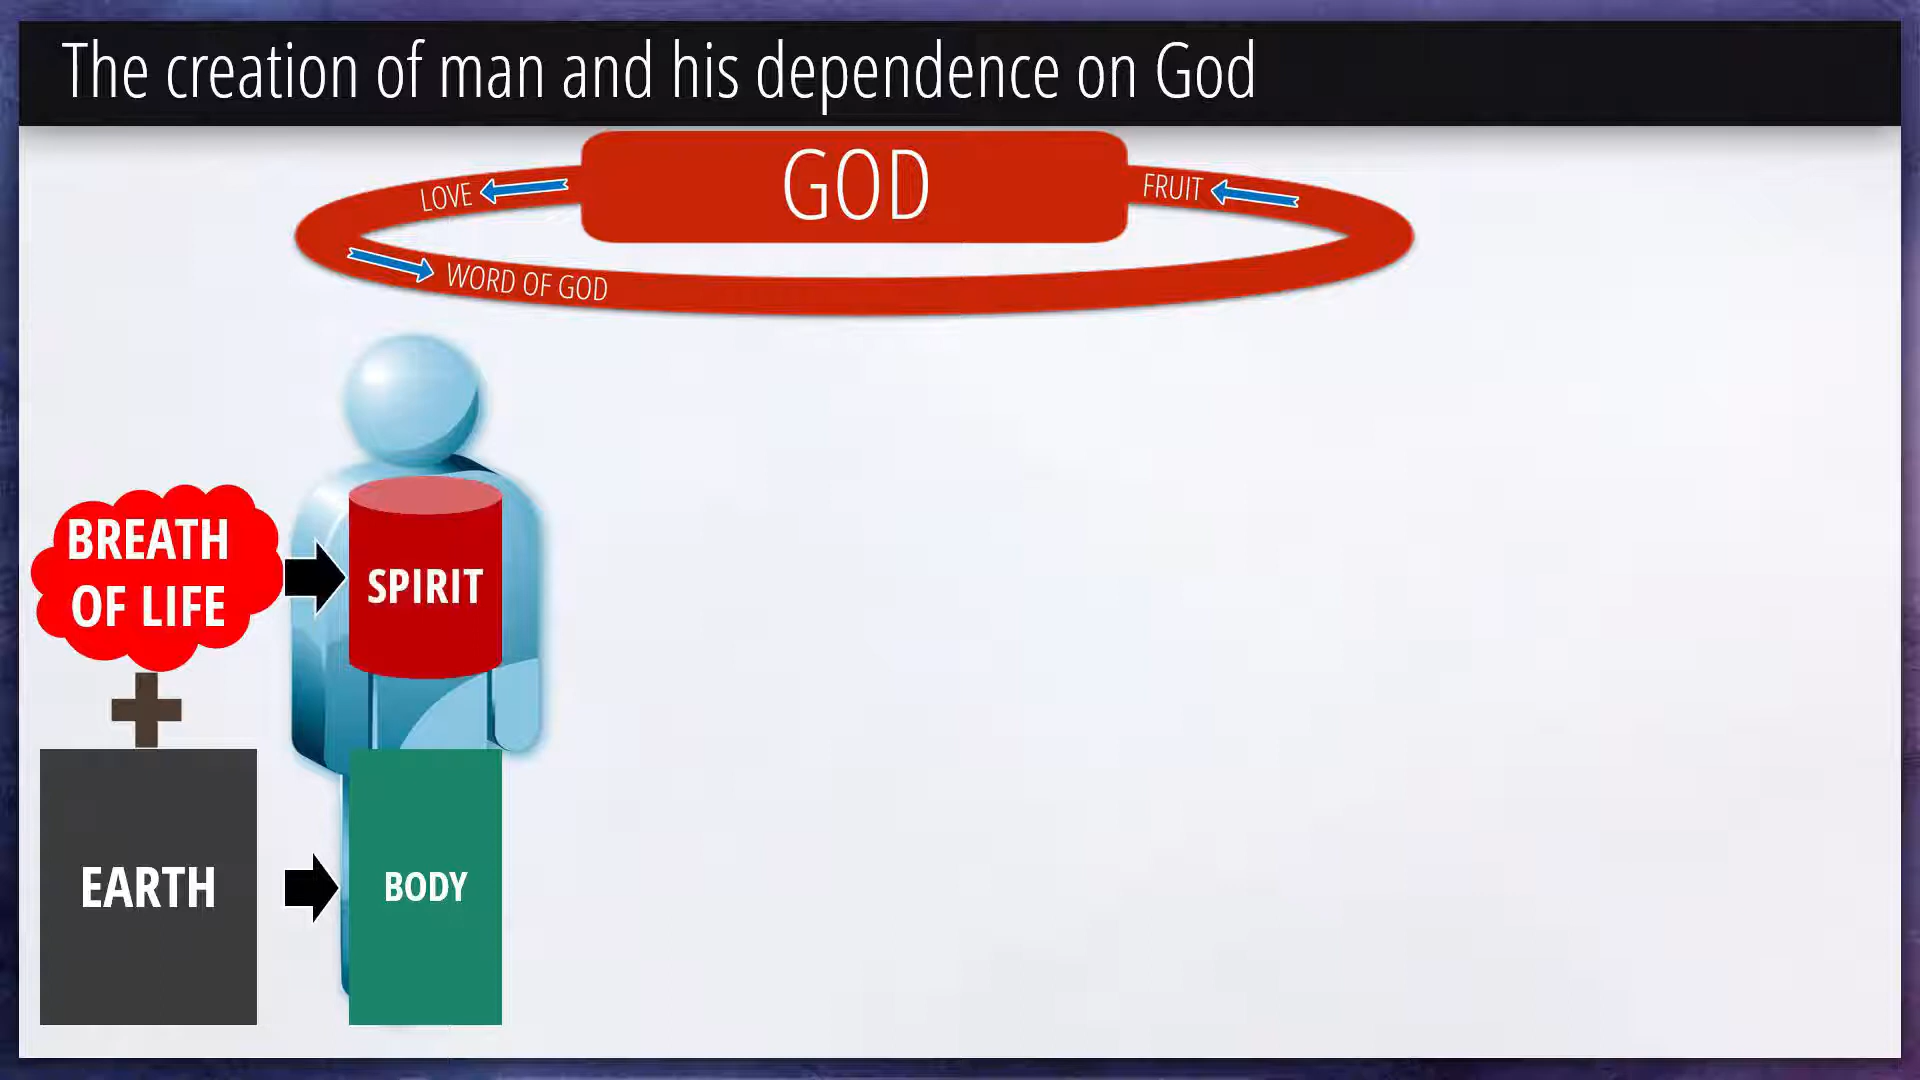 The creation of man and his dependence on God
GOD
LOVE
FRUIT
WORD OF GOD
BREATH
OF LIFE
SPIRIT
EARTH
BODY